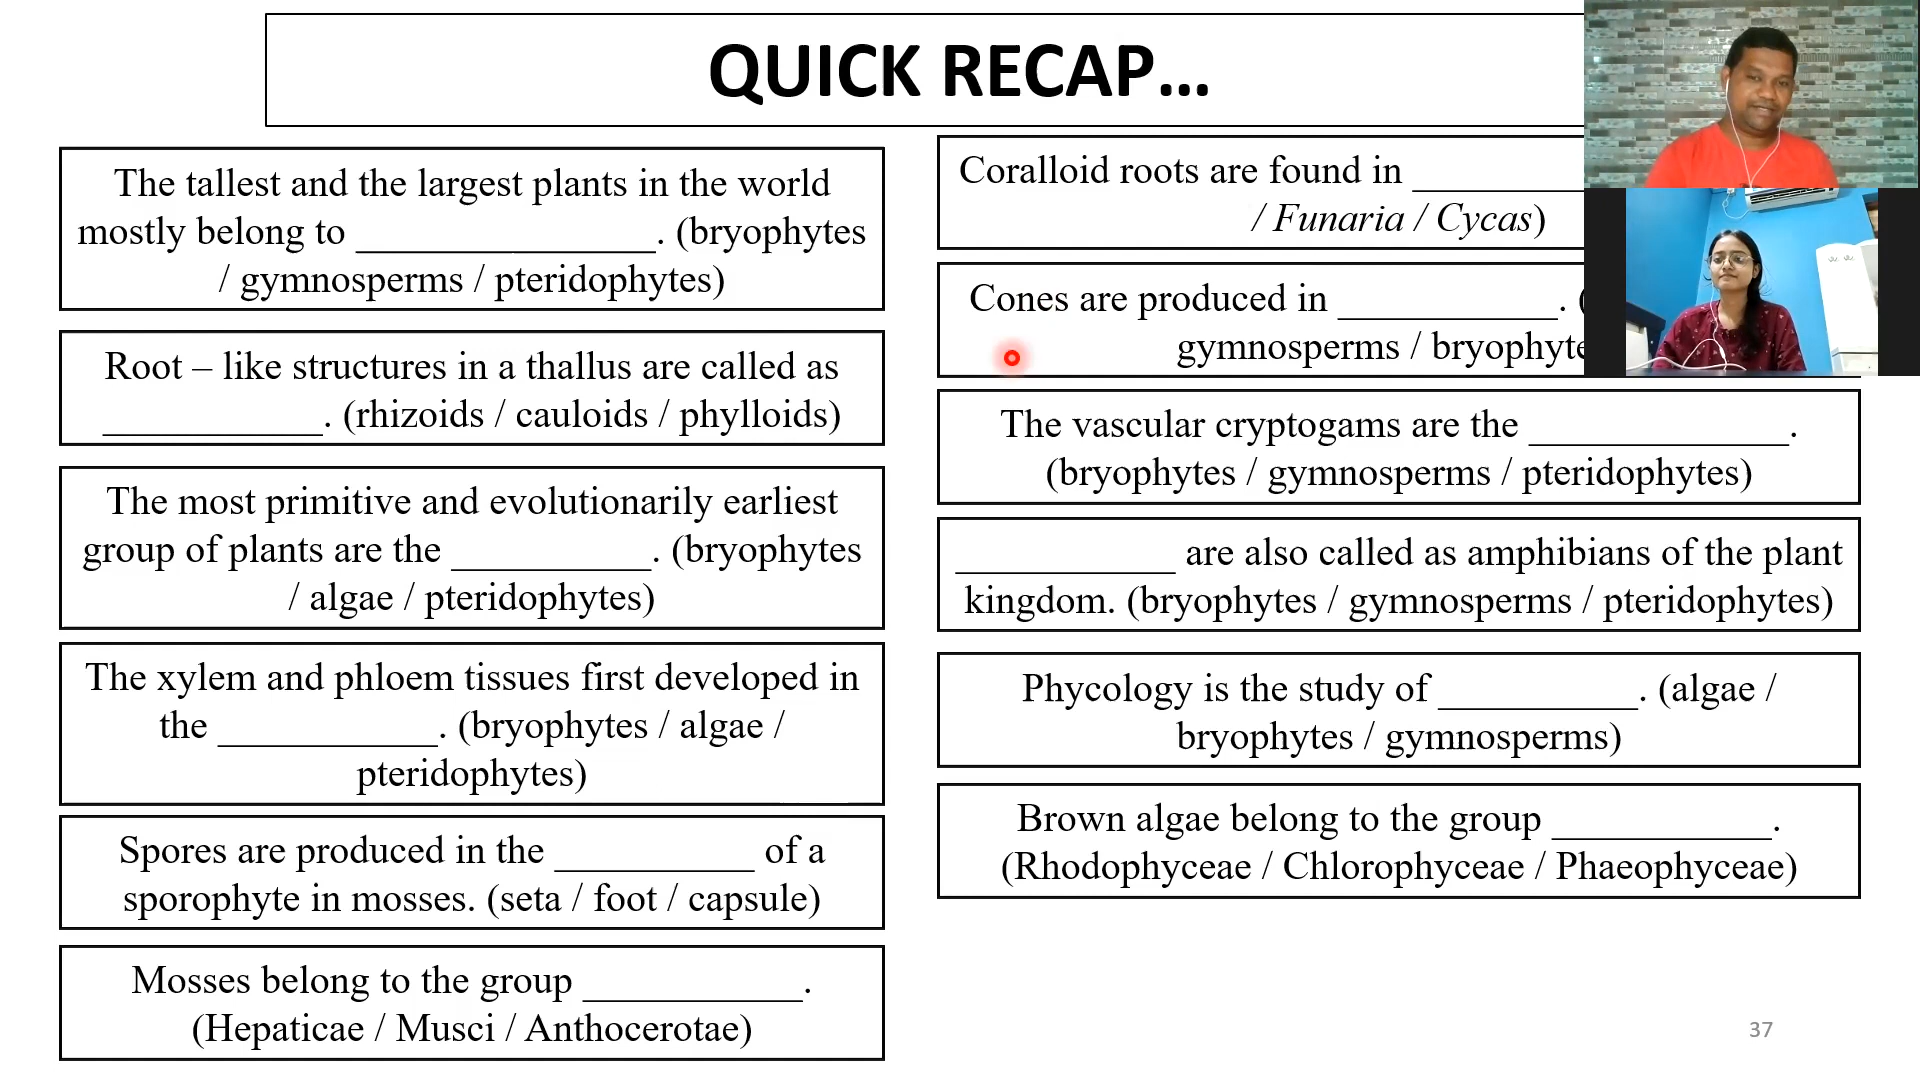 QUICK RECAP...
The tallest and the largest plants in the world
mostly belong to _______________. (bryophytes
/ gymnosperms / pteridophytes)
Root – like structures in a thallus are called as
___________. (rhizoids / cauloids / phylloids)
The most primitive and evolutionarily earliest
group of plants are the __________. (bryophytes
/ algae / pteridophytes)
The xylem and phloem tissues first developed in
the ___________. (bryophytes / algae /
pteridophytes)
Spores are produced in the __________ of a
sporophyte in mosses. (seta / foot / capsule)
Mosses belong to the group ___________.
(Hepaticae / Musci / Anthocerotae)
Coralloid roots are found in _________
/ Funaria / Cycas)
Cones are produced in ___________. (
gymnosperms / bryophyte
The vascular cryptogams are the _____________.
(bryophytes / gymnosperms / pteridophytes)
___________ are also called as amphibians of the plant
kingdom. (bryophytes / gymnosperms / pteridophytes)
Phycology is the study of __________. (algae /
bryophytes / gymnosperms)
Brown algae belong to the group ___________.
(Rhodophyceae / Chlorophyceae / Phaeophyceae)
37